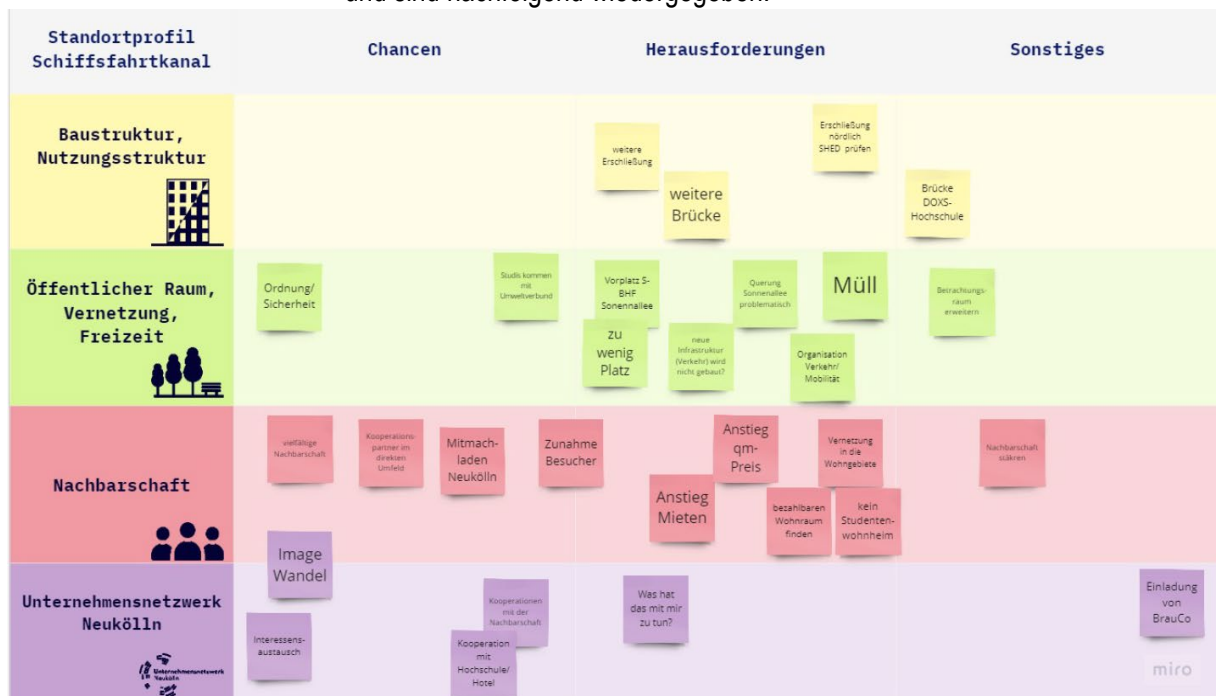 und sind nachfolgend wiedergegeben:
Standortprofil
Schiffsfahrtkanal
Chancen
Herausforderungen
Sonstiges
Baustruktur,
Nutzungsstruktur
weitere
Erschließung
weitere
Brücke
Erschließung
nördlich
SHED prüfen
Brücke
DOXS-
Hochschule
Öffentlicher Raum,
Vernetzung,
Freizeit
Ordnung/
Sicherheit
Studis kommen
mit
Umweltverbund
Vorplatz S-
BHF
Sonennallee
zu
wenig
Platz
neue
Infrastruktur
(Verkehr) wird
nicht gebaut?
Querung
Sonnenallee
problematisch
Müll
Organisation
Verkehr/
Mobilität
Betrachtungs-
raum
erweitern
Nachbarschaft
vielfältige
Nachbarschaft
Kooperations-
partner im
direkten
Umfeld
Mitmach-
laden
Neukölln
Zunahme
Besucher
Anstieg
Mieten
Anstieg
qm-
Preis
Vernetzung
in die
Wohngebiete
bezahlbaren
Wohnraum
finden
kein
Studenten-
wohnheim
Nachbarschaft
Unternehmensnetzwerk
Neukölln
Unternehmensnetzwerk
Neukölln
Image
Wandel
Interessens-
austausch
Kooperationen
mit der
Nachbarschaft
Kooperation
mit
Hochschule/
Hotel
Was hat
das mit mir
zu tun?
Einladung
von
BrauCo
miro